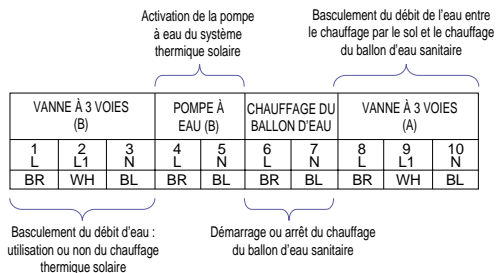 Activation de la pompe
à eau du système
thermique solaire
Basculement du débit de l'eau entre
le chauffage par le sol et le chauffage
du ballon d'eau sanitaire
VANNE À 3 VOIES
(B)
POMPE À
EAU (B)
CHAUFFAGE DU
BALLON D'EAU
VANNE À 3 VOIES
(A)
1 2 3 4 5 6 7 8 9 10
L L1 N L N L N L L1 N
BR WH BL BR BL BR BL BR WH BL
Basculement du débit d'eau :
utilisation ou non du chauffage
thermique solaire
Démarrage ou arrêt du chauffage
du ballon d'eau sanitaire